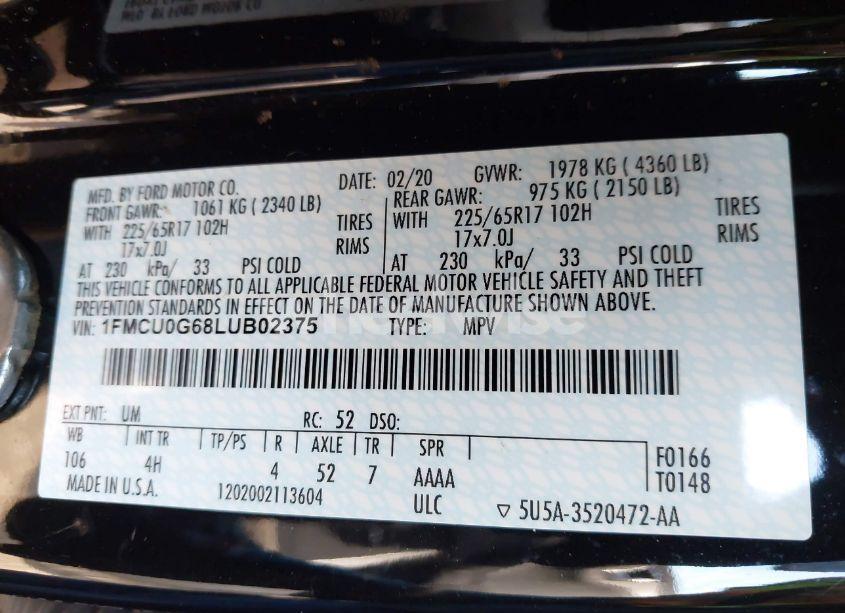 MFD. BY FORD MOTOR CO.
DATE: 02/20 GVWR: 1978 KG ( 4360 LB)
FRONT GAWR: 1061 KG ( 2340 LB) REAR GAWR: 975 KG ( 2150 LB)
WITH 225/65R17 102H TIRES WITH 225/65R17 102H TIRES
17x7.0J RIMS 17x7.0J RIMS
AT 230 kPa/ 33 PSI COLD AT 230 kPa/ 33 PSI COLD
THIS VEHICLE CONFORMS TO ALL APPLICABLE FEDERAL MOTOR VEHICLE SAFETY AND THEFT
PREVENTION STANDARDS IN EFFECT ON THE DATE OF MANUFACTURE SHOWN ABOVE.
VIN: 1FMCU0G68LUB02375 TYPE: MPV
EXT PNT: UM RC: 52 DSO:
WB INT TR TP/PS R AXLE TR SPR
106 4H 4 52 7 AAAA
F0166
T0148
MADE IN U.S.A. 1202002113604 ULC
5U5A-3520472-AA